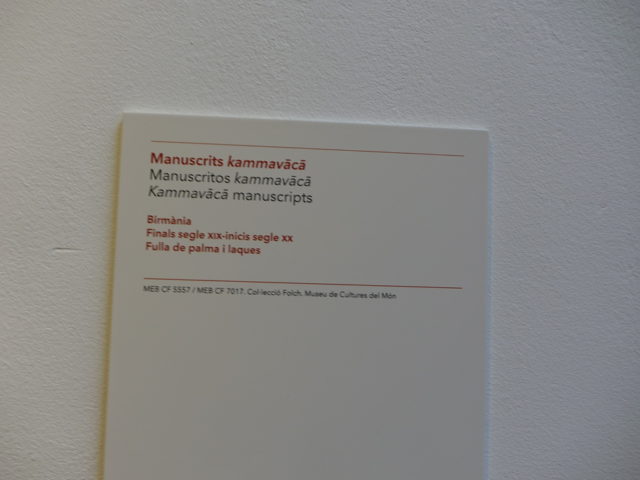 Manuscrits kammavācā
Manuscritos kammavācā
Kammavācā manuscripts
Birmània
Finals segle XIX-inicis segle XX
Fulla de palma i laques
MEB CF 5557 / MEB CF 7017. Col·lecció Folch. Museu de Cultures del Món